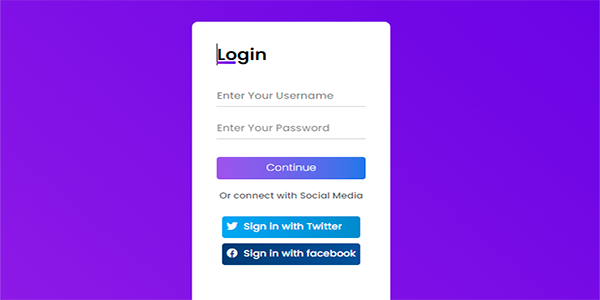 Login
Enter Your Username
Enter Your Password
Continue
Or connect with Social Media
Sign in with Twitter
Sign in with facebook